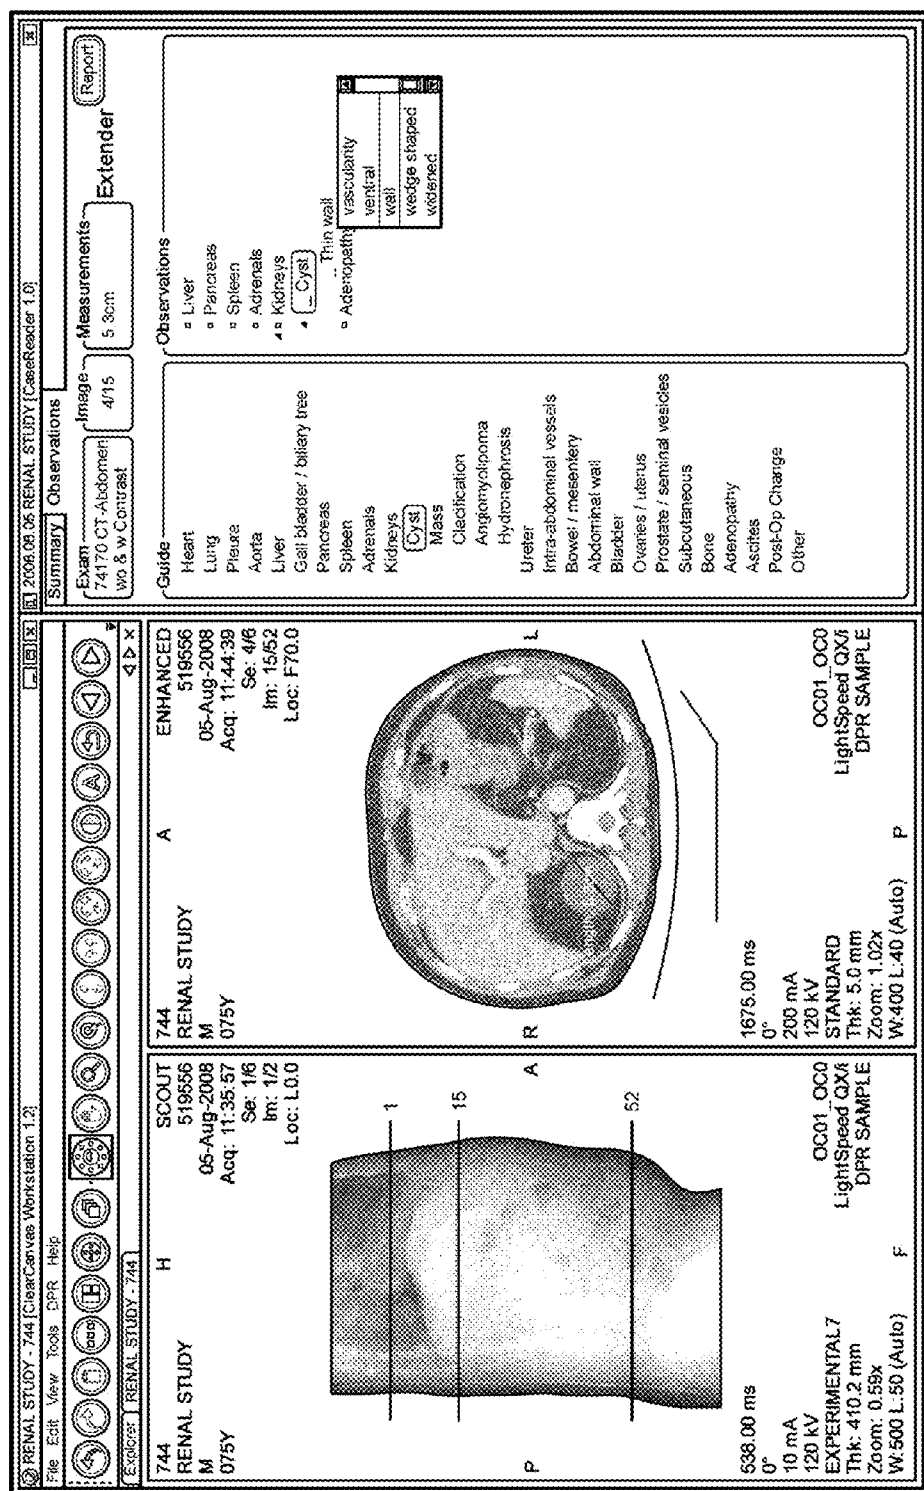 RENAL STUDY - 744 [ClearCanvas Workstation 1.2]
File Edit View Tools DPR Help
Explorer RENAL STUDY - 744
744 H SCOUT
RENAL STUDY 519556
M 05-Aug-2008
075Y Acq: 11:35:57
Se: 1/6
Im: 1/2
Loc: L0.0
1
15
52
P A
538.00 ms
0°
10 mA
120 kV
EXPERIMENTAL7 OC01_OC0
Thk: 410.2 mm LightSpeed QX/i
Zoom: 0.59x DPR SAMPLE
W:500 L:50 (Auto) F
744 A ENHANCED
RENAL STUDY 519556
M 05-Aug-2008
075Y Acq: 11:44:39
Se: 4/6
Im: 15/52
Loc: F70.0
R L
1675.00 ms
0°
200 mA
120 kV
STANDARD OC01_OC0
Thk: 5.0 mm LightSpeed QX/i
Zoom: 1.02x DPR SAMPLE
W:400 L:40 (Auto) P
2008.08.05 RENAL STUDY [CaseReader 1.0]
Summary Observations
Exam Image Measurements
74170 CT-Abdomen wo & w Contrast 4/15 5.3cm Extender Report
Guide
Heart
Lung
Pleura
Aorta
Liver
Gall bladder / biliary tree
Pancreas
Spleen
Adrenals
Kidneys
Cyst
Mass
Clacification
Angiomyolipoma
Hydronephrosis
Ureter
Intra-abdominal vessels
Bowel / mesentery
Abdominal wall
Bladder
Ovaries / uterus
Prostate / seminal vesicles
Subcutaneous
Bone
Adenopathy
Ascites
Post-Op Change
Other
Observations
Liver
Pancreas
Spleen
Adrenals
Kidneys
_ Cyst
Thin wall
Adenopathy
vascularity
ventral
wall
wedge shaped
widened